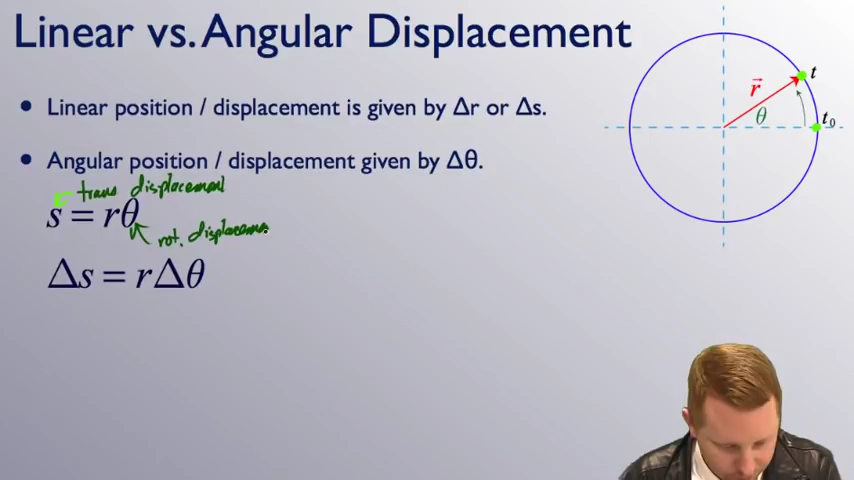 Linear vs. Angular Displacement
• Linear position / displacement is given by Δr or Δs.
• Angular position / displacement given by Δθ.
trans displacement
s = rθ
rot. displacement
Δs = rΔθ
t
r⃗
θ
t₀